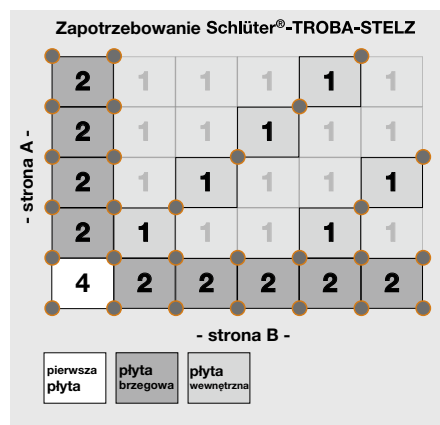 Zapotrzebowanie Schlüter®-TROBA-STELZ
2 1 1 1 1 1
2 1 1 1 1 1
2 1 1 1 1 1
2 1 1 1 1 1
4 2 2 2 2 2
- strona A -
- strona B -
pierwsza płyta
płyta brzegowa
płyta wewnętrzna